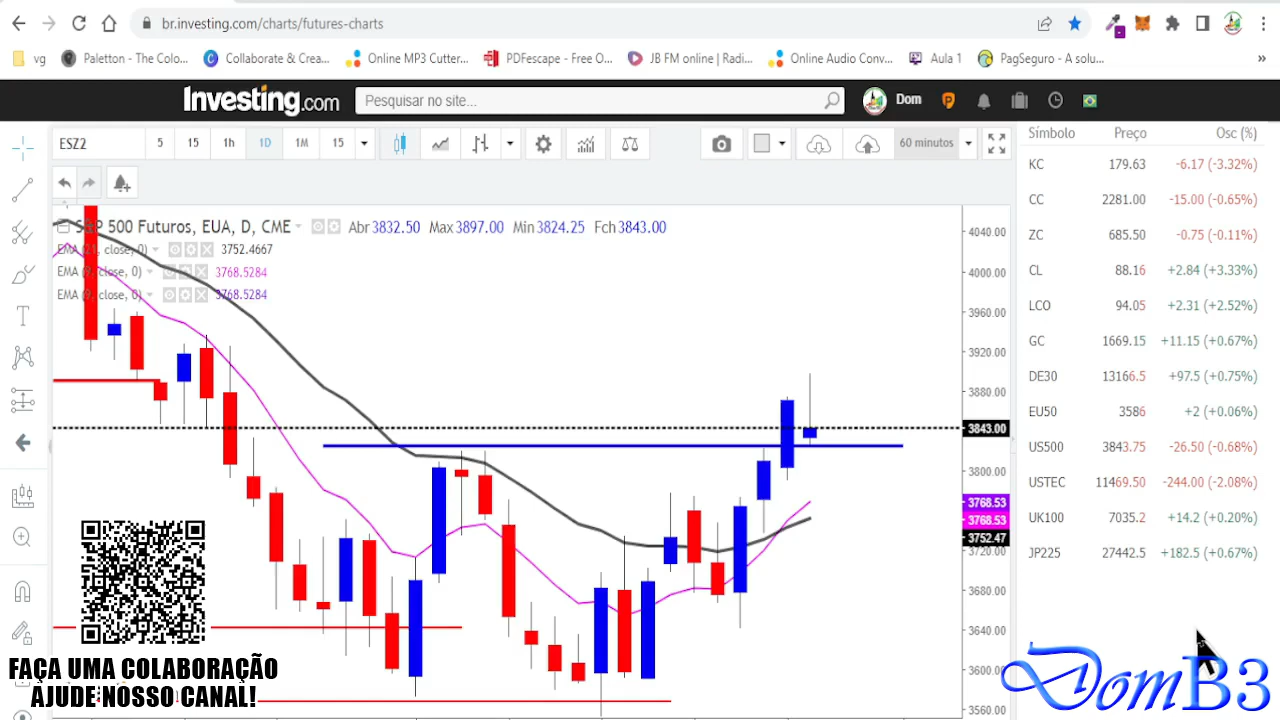 br.investing.com/charts/futures-charts
vg Paletton - The Colo... Collaborate & Crea... Online MP3 Cutter... PDFescape - Free O... JB FM online | Radi... Online Audio Conv... Aula 1 PagSeguro - A solu... »
Investing.com Pesquisar no site... Dom
ESZ2 5 15 1h 1D 1M 15 60 minutos
S&P 500 Futuros, EUA, D, CME Abr 3832.50 Max 3897.00 Min 3824.25 Fch 3843.00
EMA (21, close, 0) 3752.4667
EMA (9, close, 0) 3768.5284
EMA (9, close, 0) 3768.5284
4040.00
4000.00
3960.00
3920.00
3880.00
3843.00
3800.00
3768.53
3768.53
3752.47
3720.00
3680.00
3640.00
3600.00
3560.00
Símbolo Preço Osc (%)
KC 179.63 -6.17 (-3.32%)
CC 2281.00 -15.00 (-0.65%)
ZC 685.50 -0.75 (-0.11%)
CL 88.16 +2.84 (+3.33%)
LCO 94.05 +2.31 (+2.52%)
GC 1669.15 +11.15 (+0.67%)
DE30 13166.5 +97.5 (+0.75%)
EU50 3586 +2 (+0.06%)
US500 3843.75 -26.50 (-0.68%)
USTEC 11469.50 -244.00 (-2.08%)
UK100 7035.2 +14.2 (+0.20%)
JP225 27442.5 +182.5 (+0.67%)
FAÇA UMA COLABORAÇÃO
AJUDE NOSSO CANAL!
DomB3